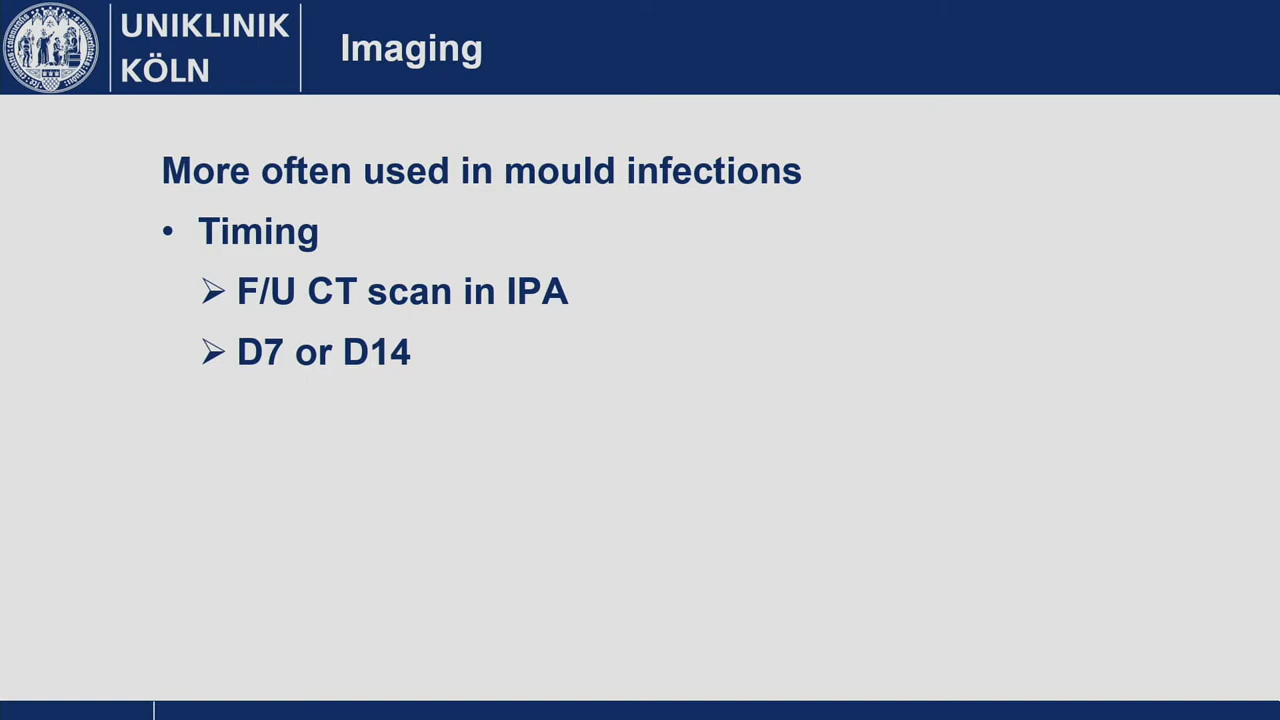 UNIKLINIK
KÖLN
Imaging
More often used in mould infections
• Timing
➢ F/U CT scan in IPA
➢ D7 or D14